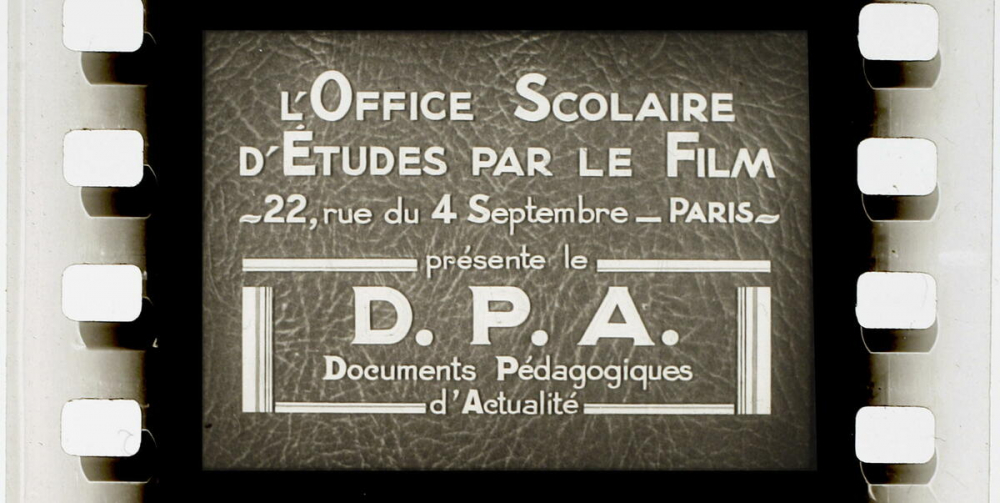 L'OFFICE SCOLAIRE
D'ÉTUDES PAR LE FILM
~22, rue du 4 Septembre _ PARIS~
présente le
D. P. A.
Documents Pédagogiques
d'Actualité